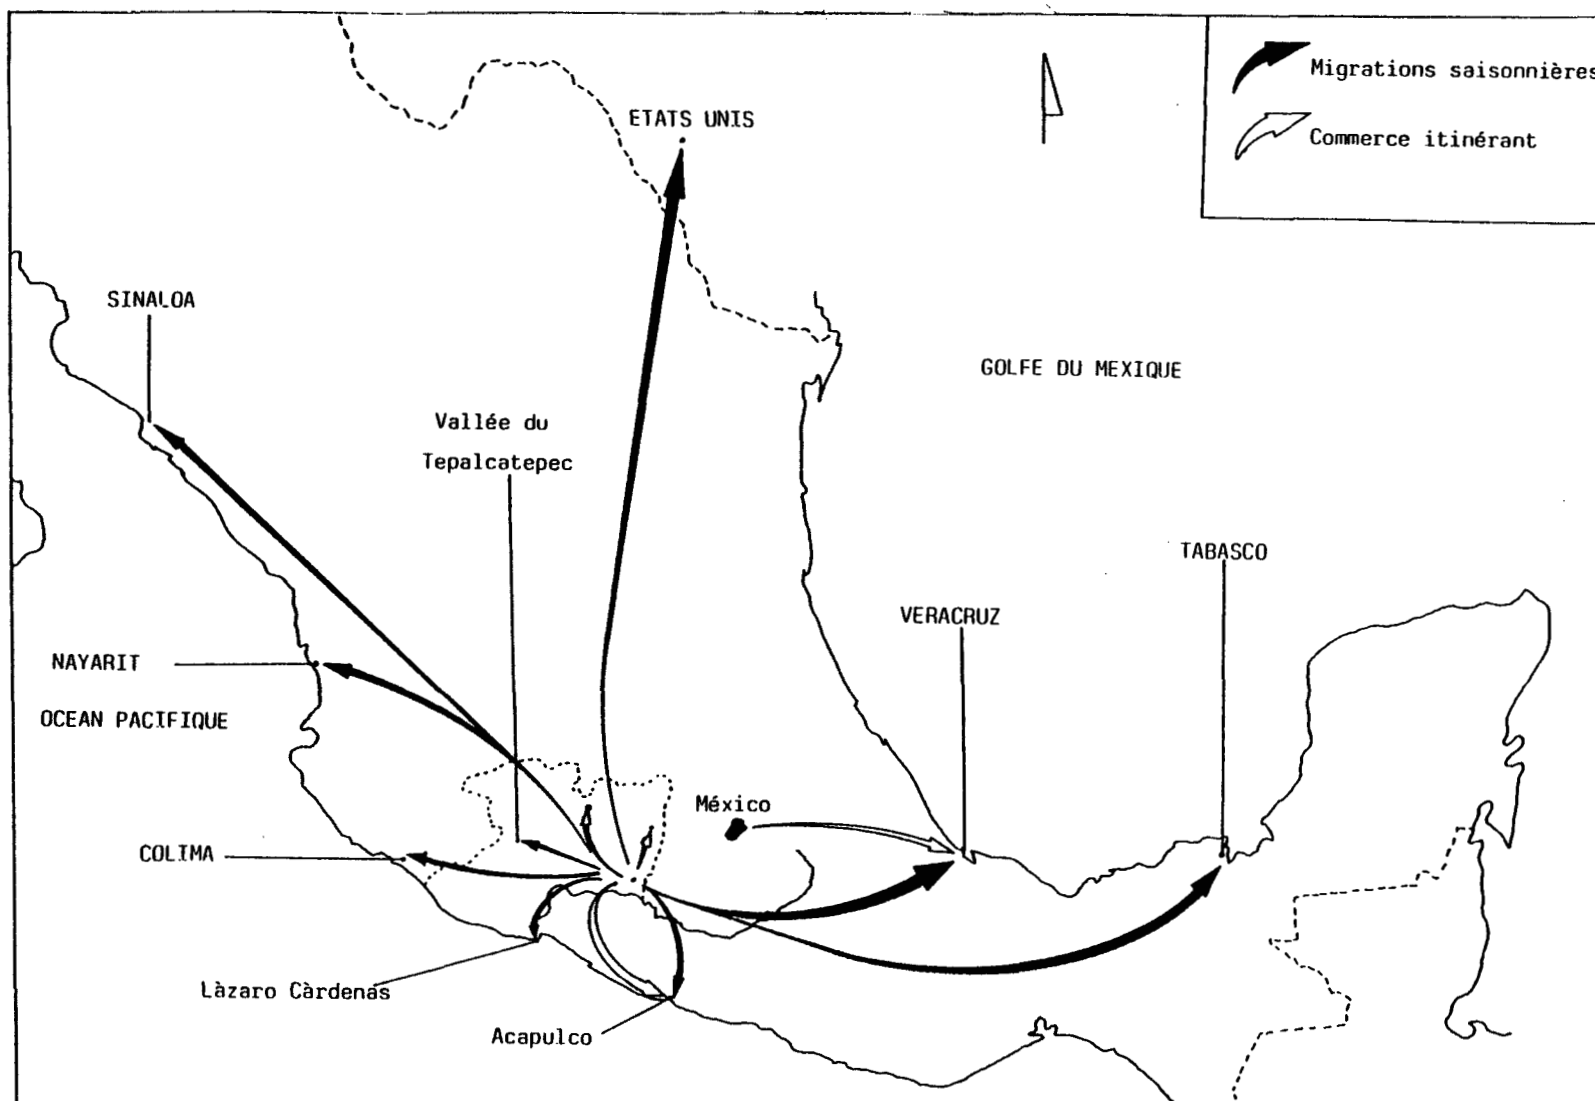 Migrations saisonnières
Commerce itinérant
ETATS UNIS
SINALOA
GOLFE DU MEXIQUE
Vallée du
Tepalcatepec
TABASCO
VERACRUZ
NAYARIT
OCEAN PACIFIQUE
México
COLIMA
Làzaro Càrdenas
Acapulco